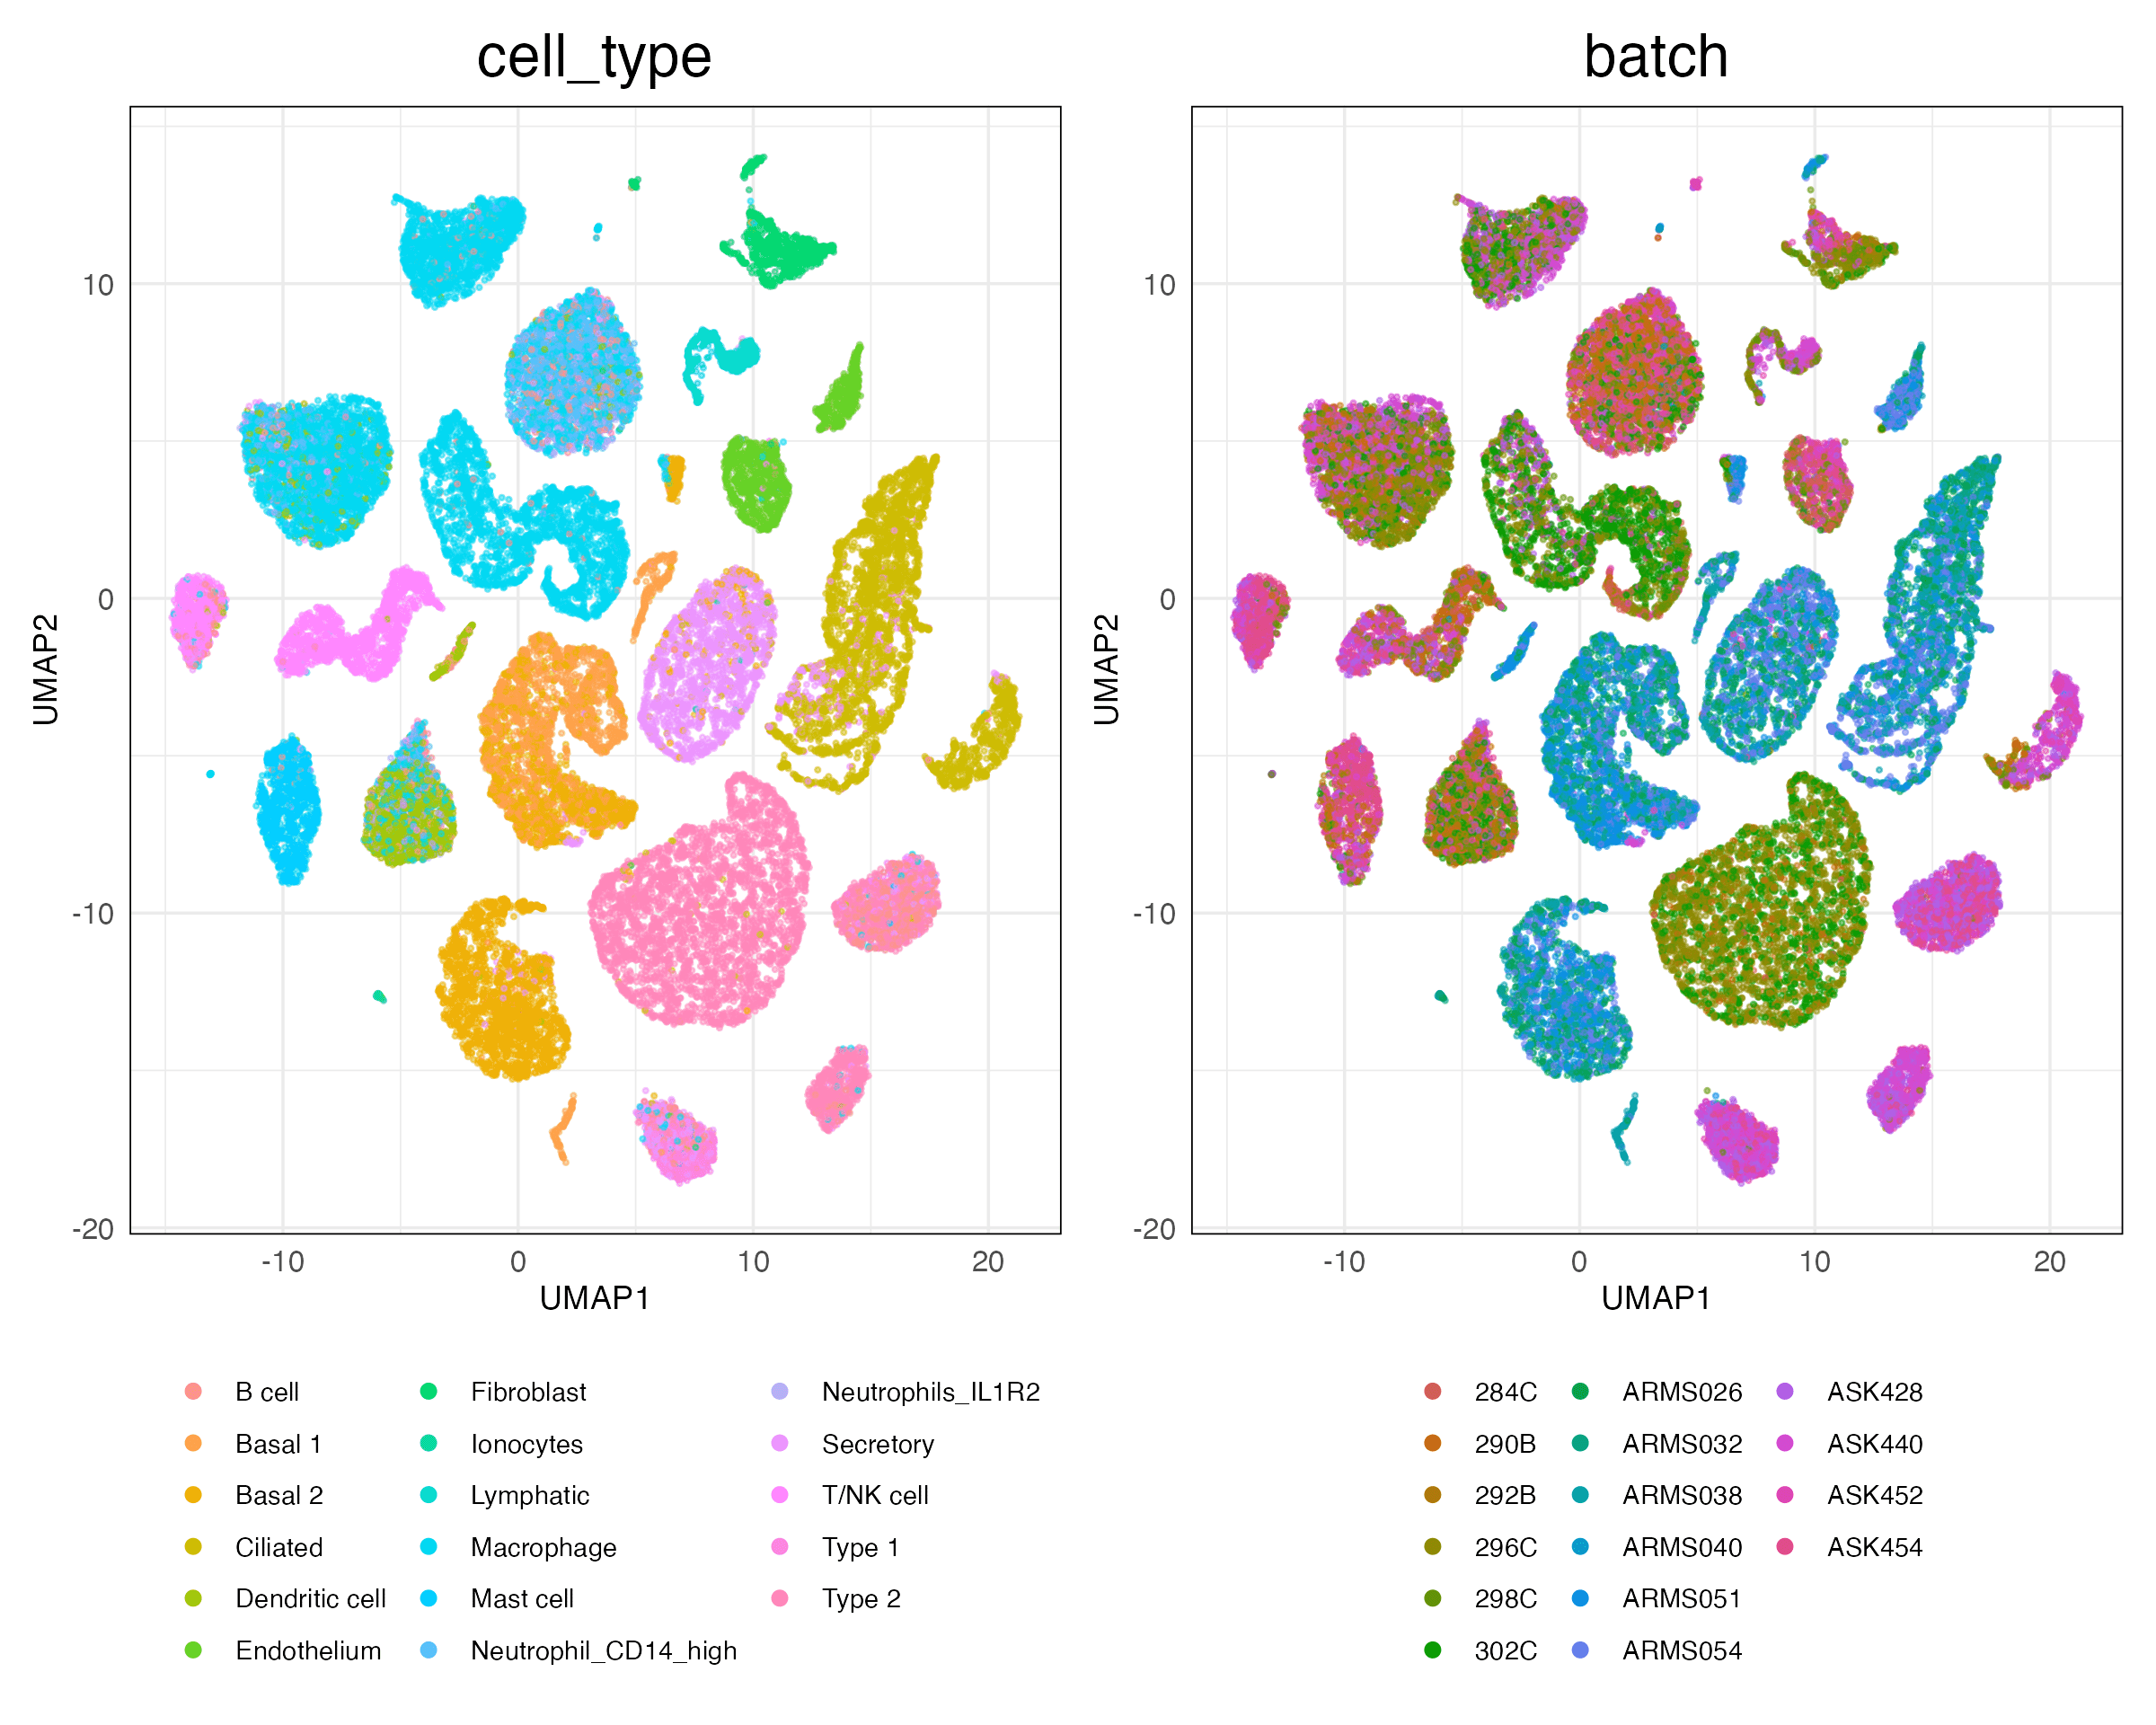 cell_type
batch
10
0
-10
-20
UMAP2
-10
0
10
20
UMAP1
10
0
-10
-20
UMAP2
-10
0
10
20
UMAP1
B cell
Basal 1
Basal 2
Ciliated
Dendritic cell
Endothelium
Fibroblast
Ionocytes
Lymphatic
Macrophage
Mast cell
Neutrophil_CD14_high
Neutrophils_IL1R2
Secretory
T/NK cell
Type 1
Type 2
284C
290B
292B
296C
298C
302C
ARMS026
ARMS032
ARMS038
ARMS040
ARMS051
ARMS054
ASK428
ASK440
ASK452
ASK454